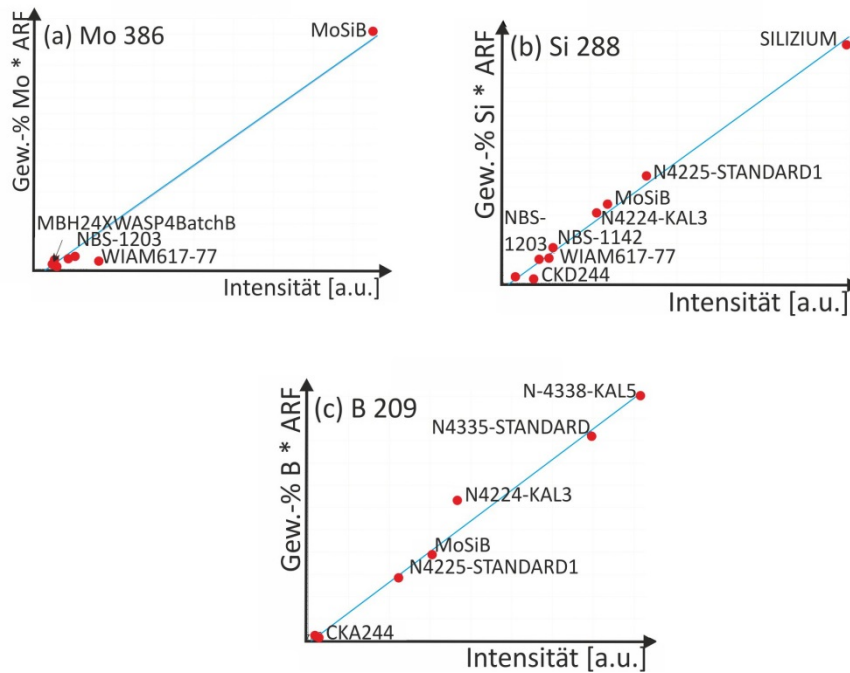 (a) Mo 386
MoSiB
Gew.-% Mo * ARF
MBH24XWASP4BatchB
NBS-1203
WIAM617-77
Intensität [a.u.]
(b) Si 288
SILIZIUM
Gew.-% Si * ARF
N4225-STANDARD1
MoSiB
N4224-KAL3
NBS-
1203
NBS-1142
WIAM617-77
CKD244
Intensität [a.u.]
(c) B 209
N-4338-KAL5
Gew.-% B * ARF
N4335-STANDARD
N4224-KAL3
MoSiB
N4225-STANDARD1
CKA244
Intensität [a.u.]